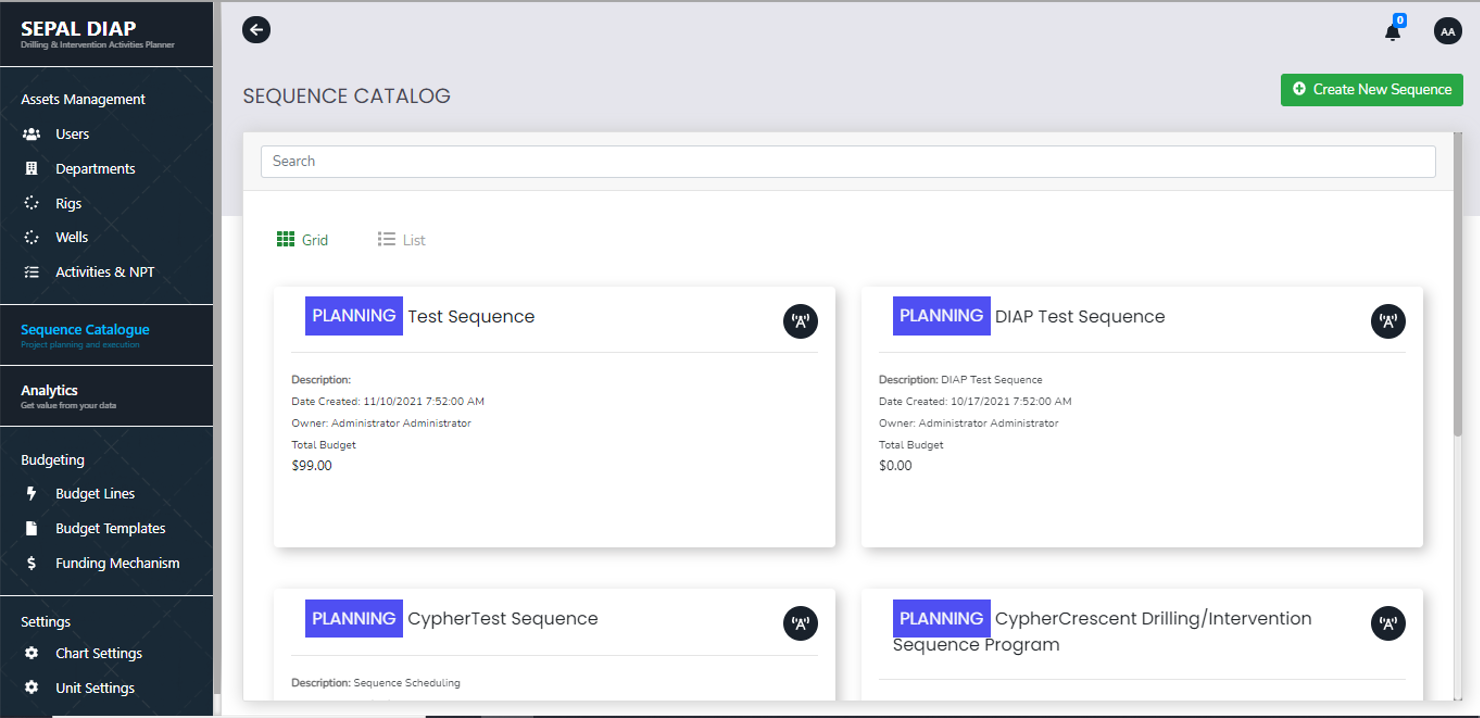 SEPAL DIAP
Drilling & Intervention Activities Planner
Assets Management
Users
Departments
Rigs
Wells
Activities & NPT
Sequence Catalogue
Project planning and execution
Analytics
Get value from your data
Budgeting
Budget Lines
Budget Templates
Funding Mechanism
Settings
Chart Settings
Unit Settings
0
AA
SEQUENCE CATALOG
Create New Sequence
Search
Grid
List
PLANNING Test Sequence
Description:
Date Created: 11/10/2021 7:52:00 AM
Owner: Administrator Administrator
Total Budget
$99.00
PLANNING DIAP Test Sequence
Description: DIAP Test Sequence
Date Created: 10/17/2021 7:52:00 AM
Owner: Administrator Administrator
Total Budget
$0.00
PLANNING CypherTest Sequence
Description: Sequence Scheduling
PLANNING CypherCrescent Drilling/Intervention
Sequence Program